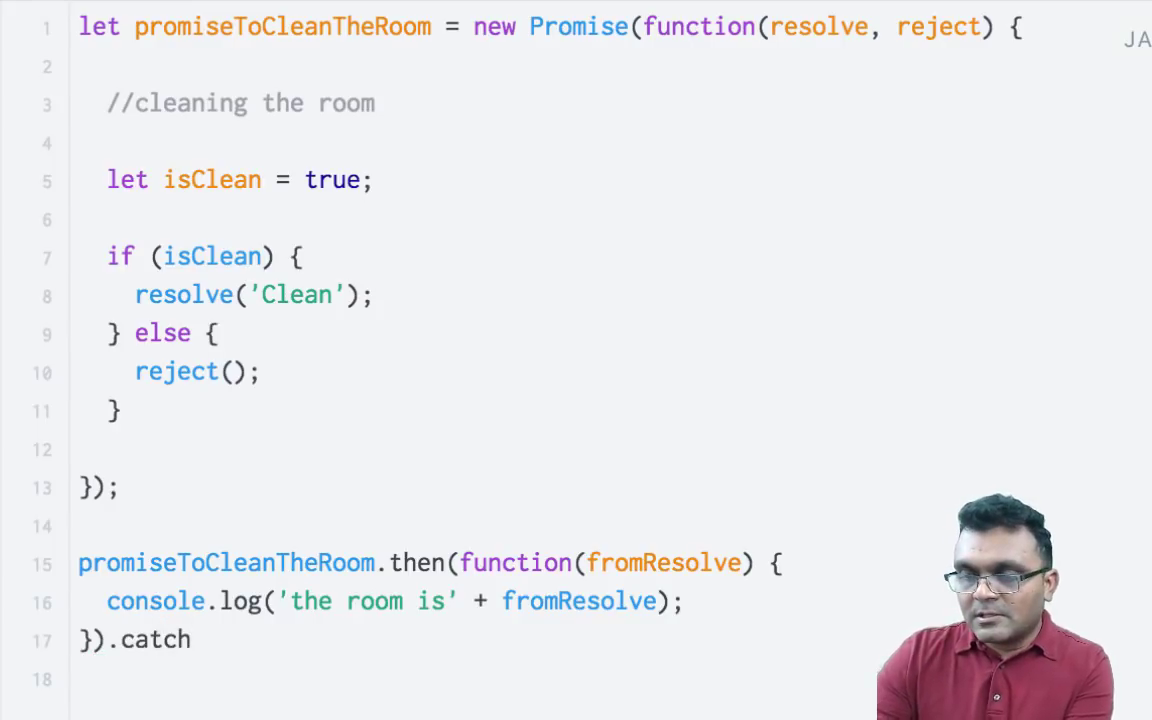 1 let promiseToCleanTheRoom = new Promise(function(resolve, reject) {
JA
2
3 //cleaning the room
4
5 let isClean = true;
6
7 if (isClean) {
8 resolve('Clean');
9 } else {
10 reject();
11 }
12
13 });
14
15 promiseToCleanTheRoom.then(function(fromResolve) {
16 console.log('the room is' + fromResolve);
17 }).catch
18